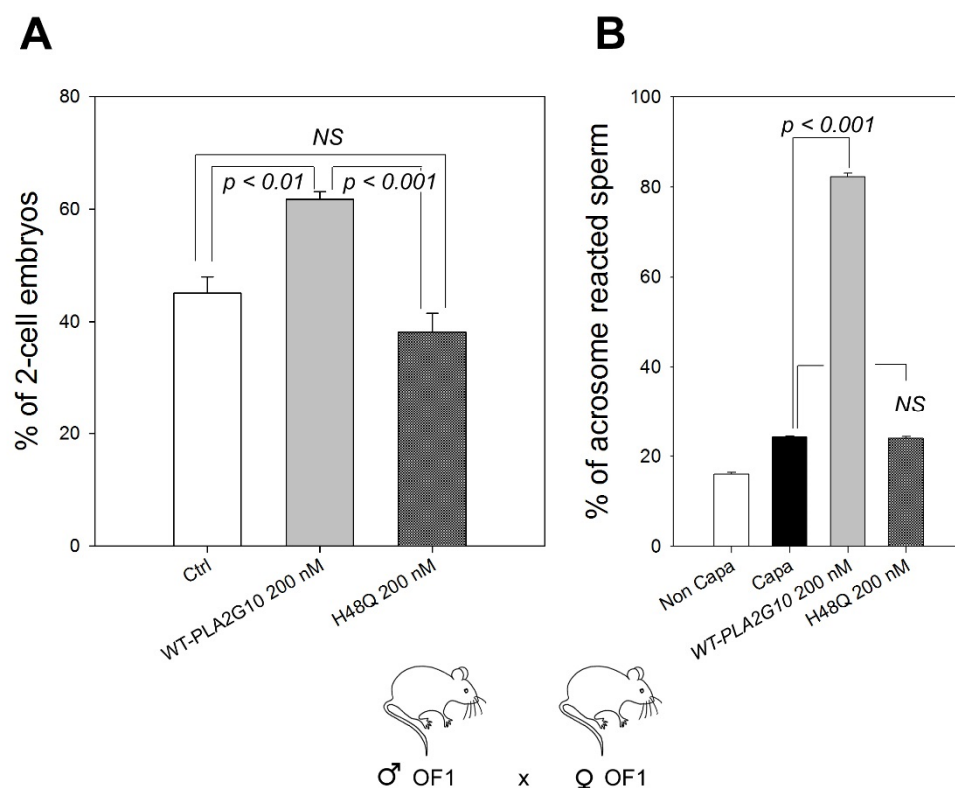 A
% of 2-cell embryos
80
60
40
20
0
NS
p < 0.01
p < 0.001
Ctrl
WT-PLA2G10 200 nM
H48Q 200 nM
B
% of acrosome reacted sperm
100
80
60
40
20
0
p < 0.001
NS
Non Capa
Capa
WT-PLA2G10 200 nM
H48Q 200 nM
♂ OF1 x ♀ OF1